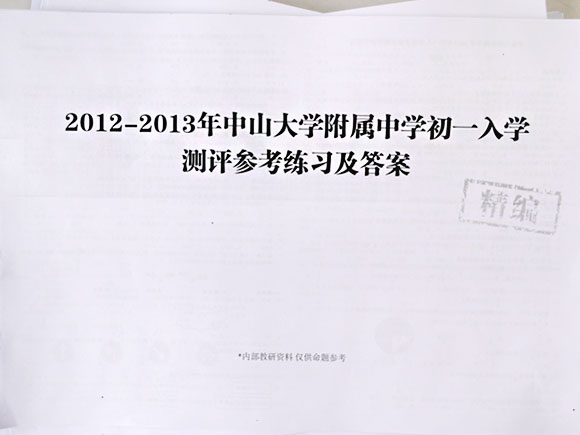 2012-2013年中山大学附属中学初一入学
测评参考练习及答案
精编
*内部教研资料 仅供命题参考